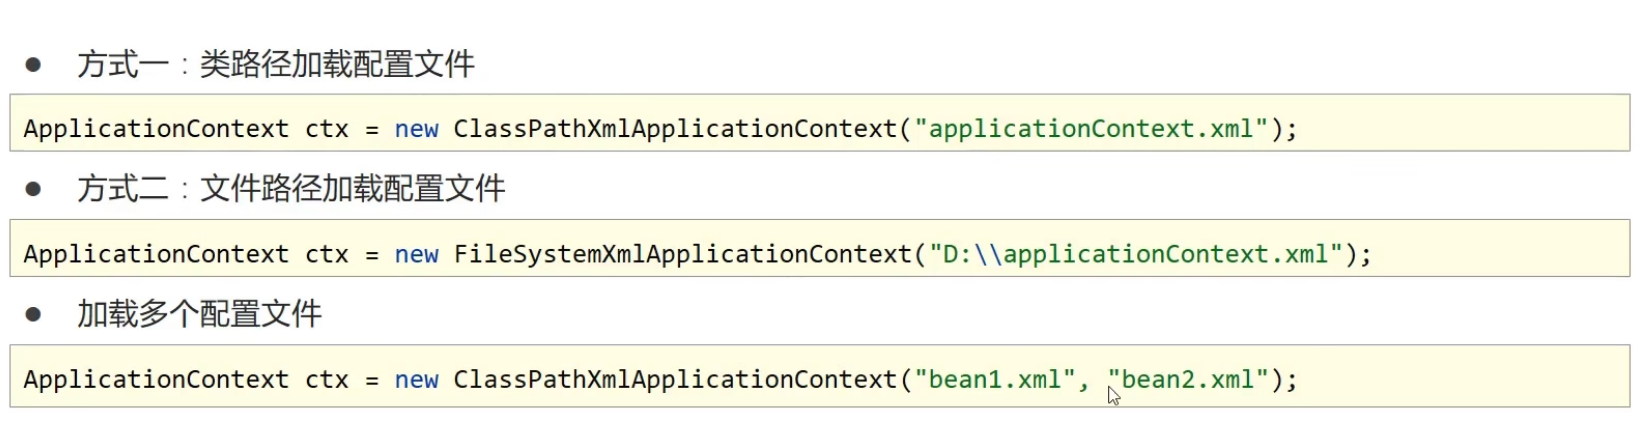 ● 方式一：类路径加载配置文件
ApplicationContext ctx = new ClassPathXmlApplicationContext("applicationContext.xml");
● 方式二：文件路径加载配置文件
ApplicationContext ctx = new FileSystemXmlApplicationContext("D:\\applicationContext.xml");
● 加载多个配置文件
ApplicationContext ctx = new ClassPathXmlApplicationContext("bean1.xml", "bean2.xml");